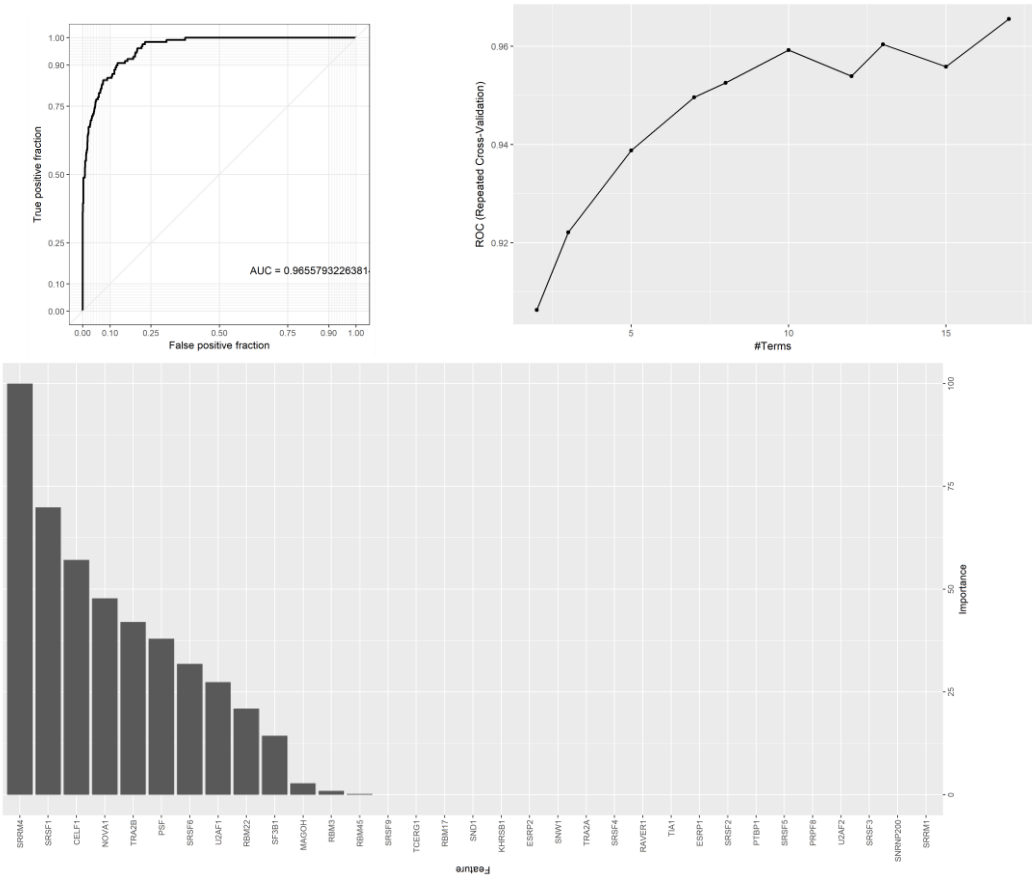 1.00
0.90
0.75
0.50
0.25
0.10
0.00
True positive fraction
AUC = 0.9655793226381
0.00 0.10 0.25 0.50 0.75 0.90 1.00
False positive fraction
0.96
0.94
0.92
ROC (Repeated Cross-Validation)
5 10 15
#Terms
100
75
50
25
0
Importance
SRRM4
SRSF1
CELF1
NOVA1
TRA2B
PSF
SRSF6
U2AF1
RBM22
SF3B1
MAGOH
RBM3
RBM45
SRSF9
TCERG1
RBM17
SND1
KHRSB1
ESRP2
SNW1
TRA2A
SRSF4
RAVER1
TIA1
ESRP1
SRSF2
PTBP1
SRSF5
PRPF8
U2AF2
SRSF3
SNRNP200
SRRM1
Feature